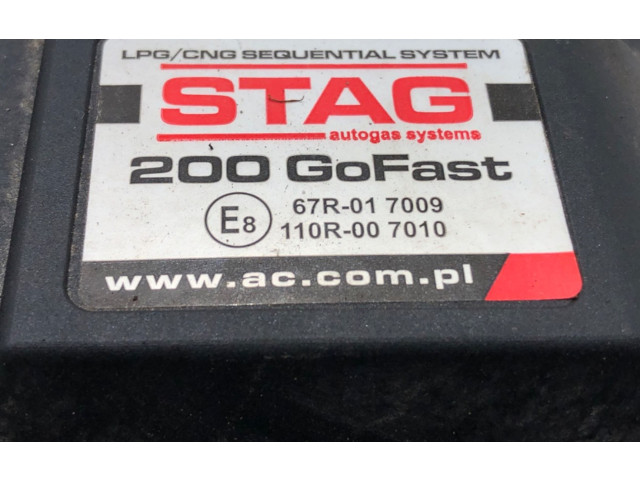 LPG/CNG SEQUENTIAL SYSTEM
STAG
autogas systems
200 GoFast
E8 67R-01 7009
110R-00 7010
www.ac.com.pl